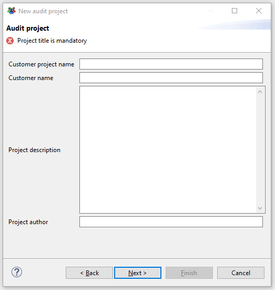 New audit project
Audit project
Project title is mandatory
Customer project name
Customer name
Project description
Project author
?
< Back
Next >
Finish
Cancel